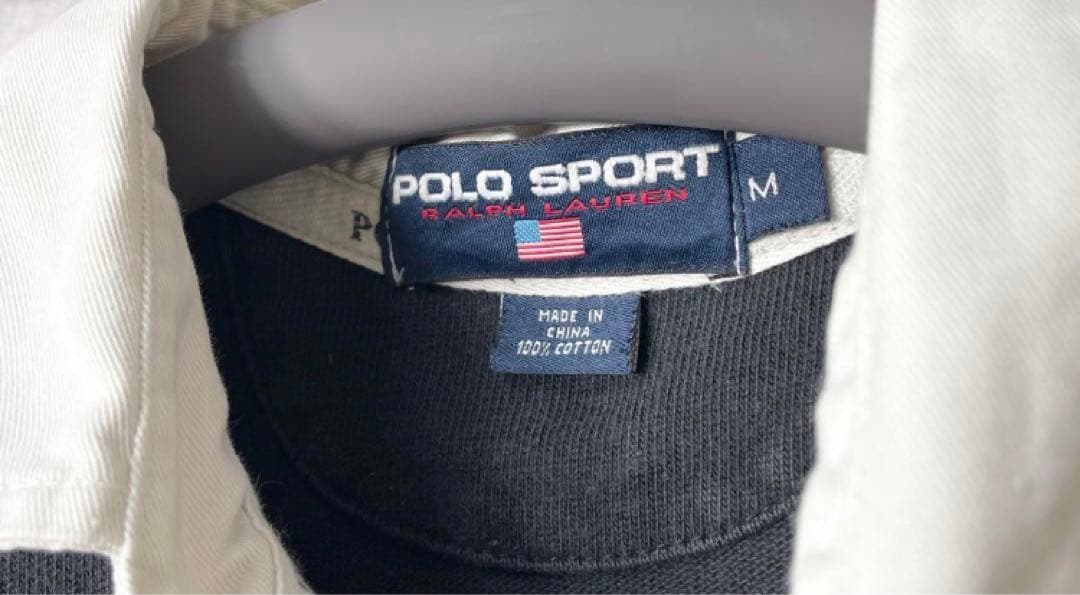 POLO SPORT
RALPH LAUREN
M
MADE IN
CHINA
100% COTTON